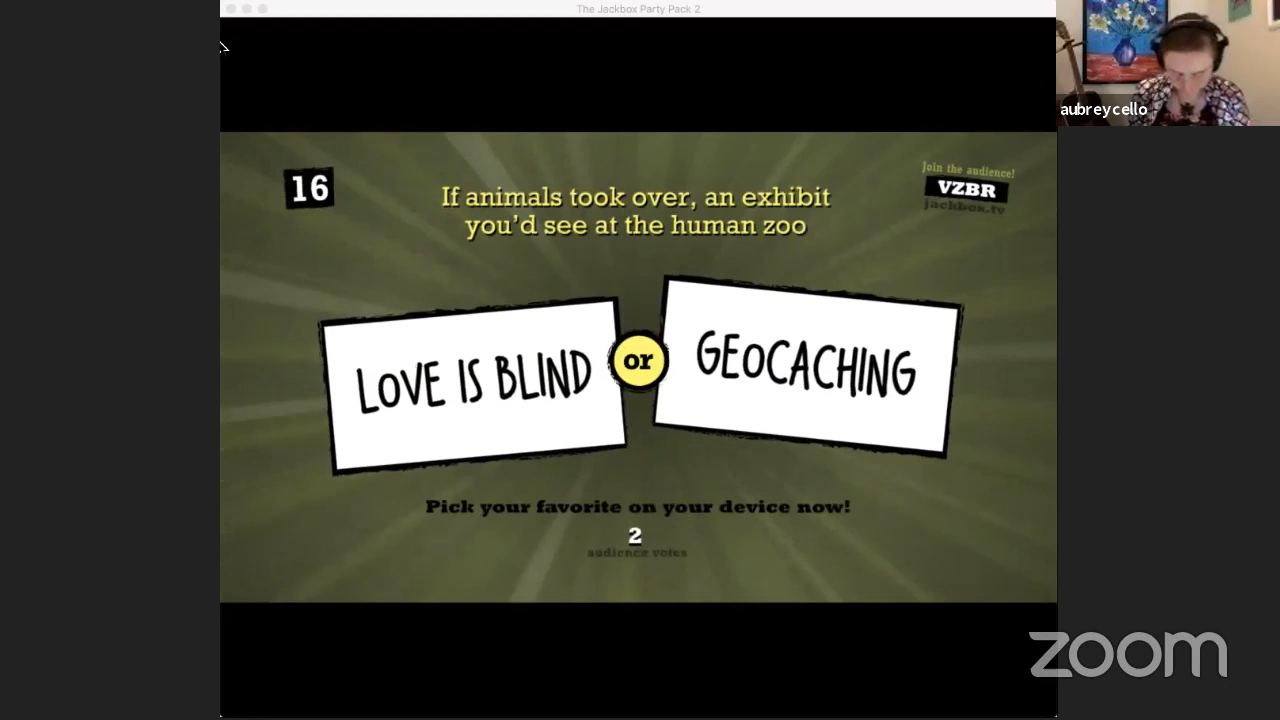 The Jackbox Party Pack 2
aubreycello
16
If animals took over, an exhibit
you'd see at the human zoo
Join the audience!
VZBR
jackbox.tv
LOVE IS BLIND
or
GEOCACHING
Pick your favorite on your device now!
2
audience votes
zoom